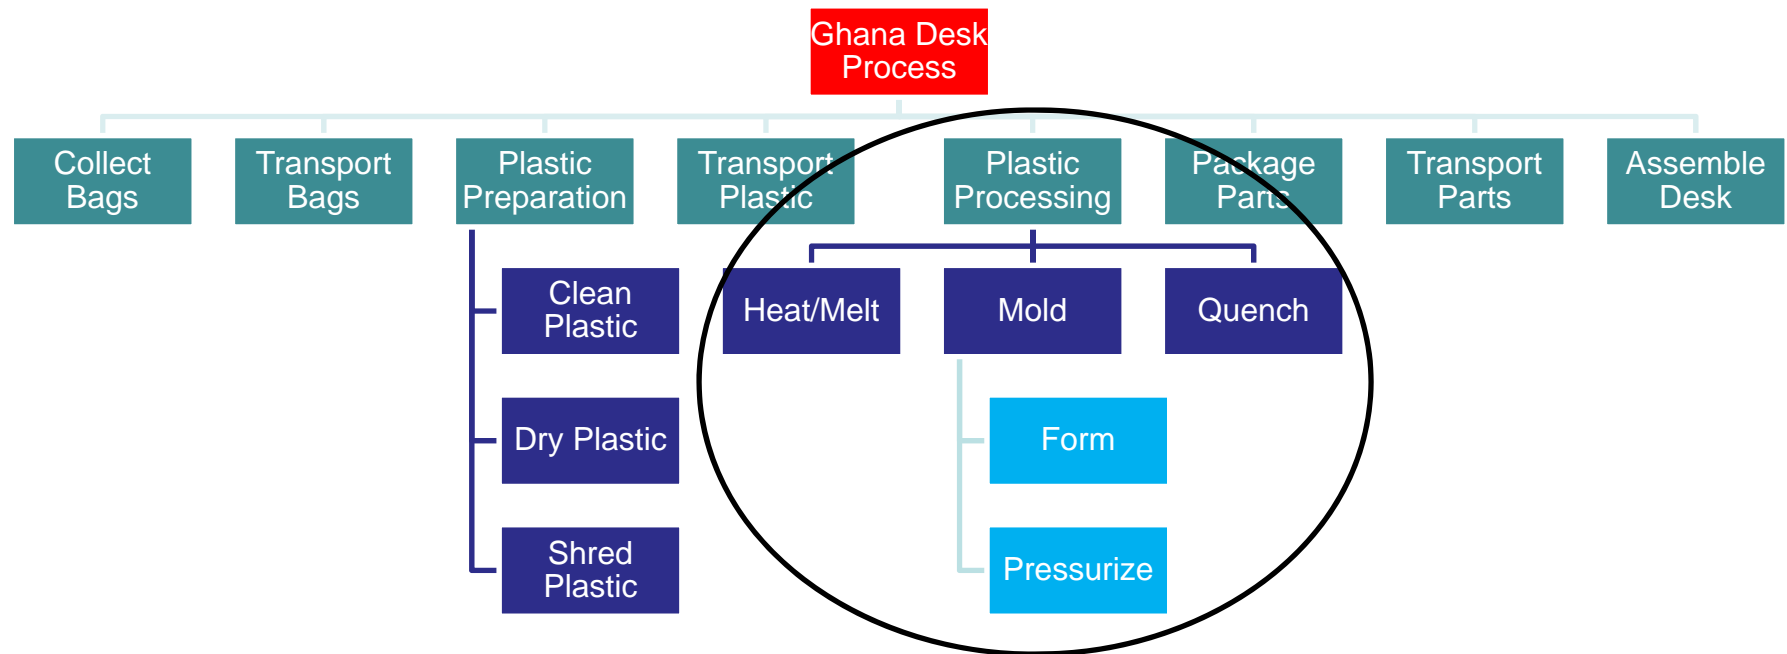 Ghana Desk
Process
Collect
Bags
Transport
Bags
Plastic
Preparation
Transport
Plastic
Plastic
Processing
Package
Parts
Transport
Parts
Assemble
Desk
Clean
Plastic
Heat/Melt
Mold
Quench
Dry Plastic
Form
Shred
Plastic
Pressurize